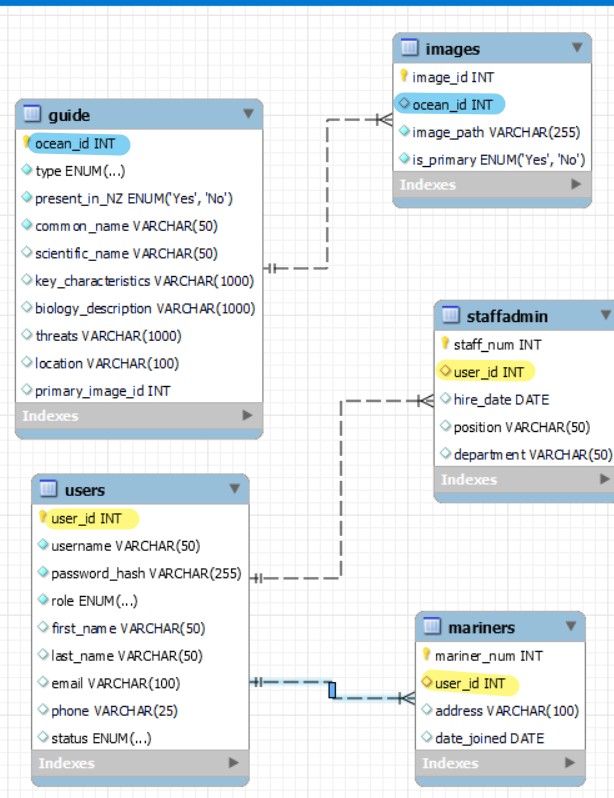 images
image_id INT
ocean_id INT
image_path VARCHAR(255)
is_primary ENUM('Yes', 'No')
Indexes
guide
ocean_id INT
type ENUM(...)
present_in_NZ ENUM('Yes', 'No')
common_name VARCHAR(50)
scientific_name VARCHAR(50)
key_characteristics VARCHAR(1000)
biology_description VARCHAR(1000)
threats VARCHAR(1000)
location VARCHAR(100)
primary_image_id INT
Indexes
staffadmin
staff_num INT
user_id INT
hire_date DATE
position VARCHAR(50)
department VARCHAR(50)
Indexes
users
user_id INT
username VARCHAR(50)
password_hash VARCHAR(255)
role ENUM(...)
first_name VARCHAR(50)
last_name VARCHAR(50)
email VARCHAR(100)
phone VARCHAR(25)
status ENUM(...)
Indexes
mariners
mariner_num INT
user_id INT
address VARCHAR(100)
date_joined DATE
Indexes